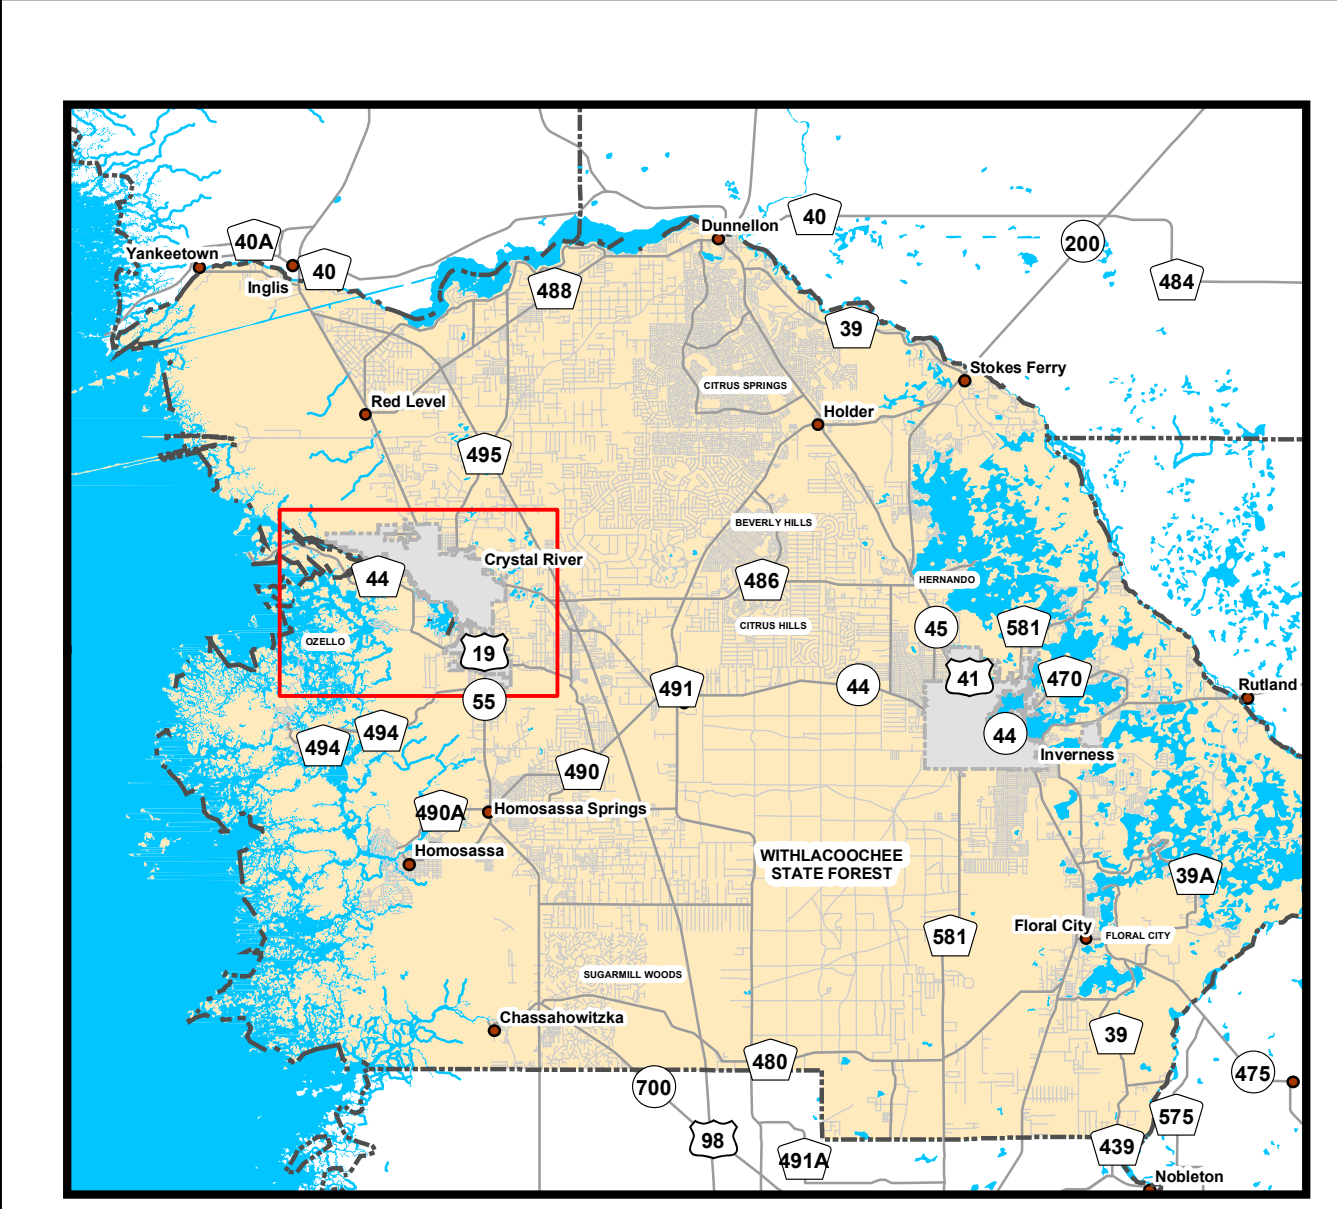 Dunnellon
40
40A
200
Yankeetown
40
484
Inglis
488
39
Stokes Ferry
CITRUS SPRINGS
Red Level
Holder
495
BEVERLY HILLS
Crystal River
44
486
HERNANDO
CITRUS HILLS
45
581
OZELLO
19
41
470
491
44
Rutland
55
494
494
44
Inverness
490
490A
Homosassa Springs
Homosassa
WITHLACOOCHEE
STATE FOREST
39A
Floral City
581
FLORAL CITY
SUGARMILL WOODS
Chassahowitzka
39
480
475
700
575
98
439
491A
Nobleton